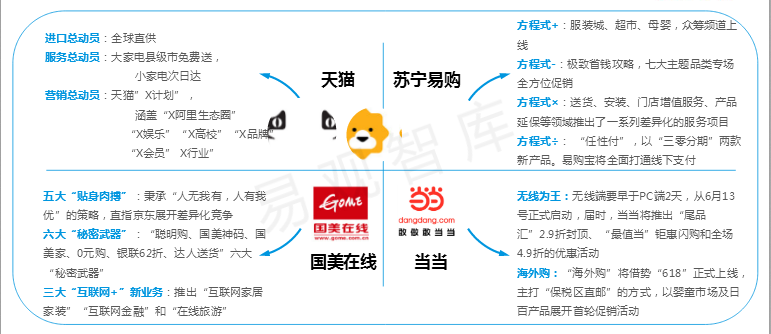 进口总动员：全球直供
服务总动员：大家电县级市免费送，
小家电次日达
营销总动员：天猫"X计划"，
涵盖"X阿里生态圈"
"X娱乐" "X高校" "X品牌"
"X会员" X行业"
天猫
苏宁易购
方程式+：服装城、超市、母婴，众筹频道上
线
方程式-：极致省钱攻略，七大主题品类专场
全方位促销
方程式×：送货、安装、门店增值服务、产品
延保等领域推出了一系列差异化的服务项目
方程式÷： "任性付"，以"三零分期"两款
新产品。易购宝将全面打通线下支付
易观智库
五大"贴身肉搏"：秉承"人无我有，人有我
优"的策略，直指京东展开差异化竞争
六大"秘密武器"："聪明购、国美神码、国
美家、0元购、银联62折、达人送货"六大
"秘密武器"
三大"互联网+"新业务：推出"互联网家居
家装" "互联网金融"和"在线旅游"
GOME
国美在线
www.gome.com.cn
国美在线
当当
dangdang.com
敢做敢当当
当当
无线为王：无线端要早于PC端2天，从6月13
号正式启动，届时，当当将推出"尾品
汇"2.9折封顶、"最值当"钜惠闪购和全场
4.9折的优惠活动
海外购："海外购"将借势"618"正式上线，
主打"保税区直邮"的方式，以婴童市场及日
百产品展开首轮促销活动